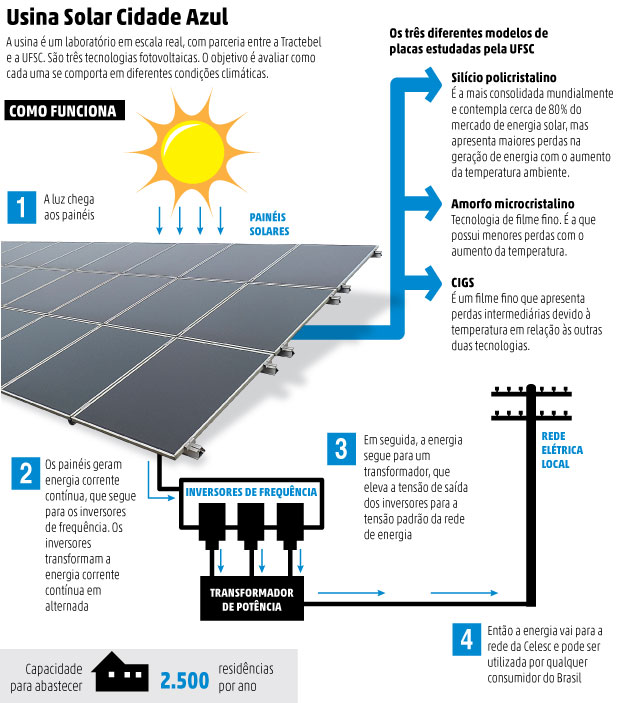 Usina Solar Cidade Azul
A usina é um laboratório em escala real, com parceria entre a Tractebel
e a UFSC. São três tecnologias fotovoltaicas. O objetivo é avaliar como
cada uma se comporta em diferentes condições climáticas.
COMO FUNCIONA
1
A luz chega
aos painéis
PAINÉIS
SOLARES
Os três diferentes modelos de
placas estudadas pela UFSC
Silício policristalino
É a mais consolidada mundialmente
e contempla cerca de 80% do
mercado de energia solar, mas
apresenta maiores perdas na
geração de energia com o aumento
da temperatura ambiente.
Amorfo microcristalino
Tecnologia de filme fino. É a que
possui menores perdas com o
aumento da temperatura.
CIGS
É um filme fino que apresenta
perdas intermediárias devido à
temperatura em relação às outras
duas tecnologias.
2
Os painéis geram
energia corrente
contínua, que segue
para os inversores
de frequência. Os
inversores
transformam a
energia corrente
contínua em
alternada
INVERSORES DE FREQUÊNCIA
TRANSFORMADOR
DE POTÊNCIA
3
Em seguida, a energia
segue para um
transformador, que
eleva a tensão de saída
dos inversores para a
tensão padrão da rede
de energia
REDE
ELÉTRICA
LOCAL
4
Então a energia vai para a
rede da Celesc e pode ser
utilizada por qualquer
consumidor do Brasil
Capacidade
para abastecer
2.500
residências
por ano